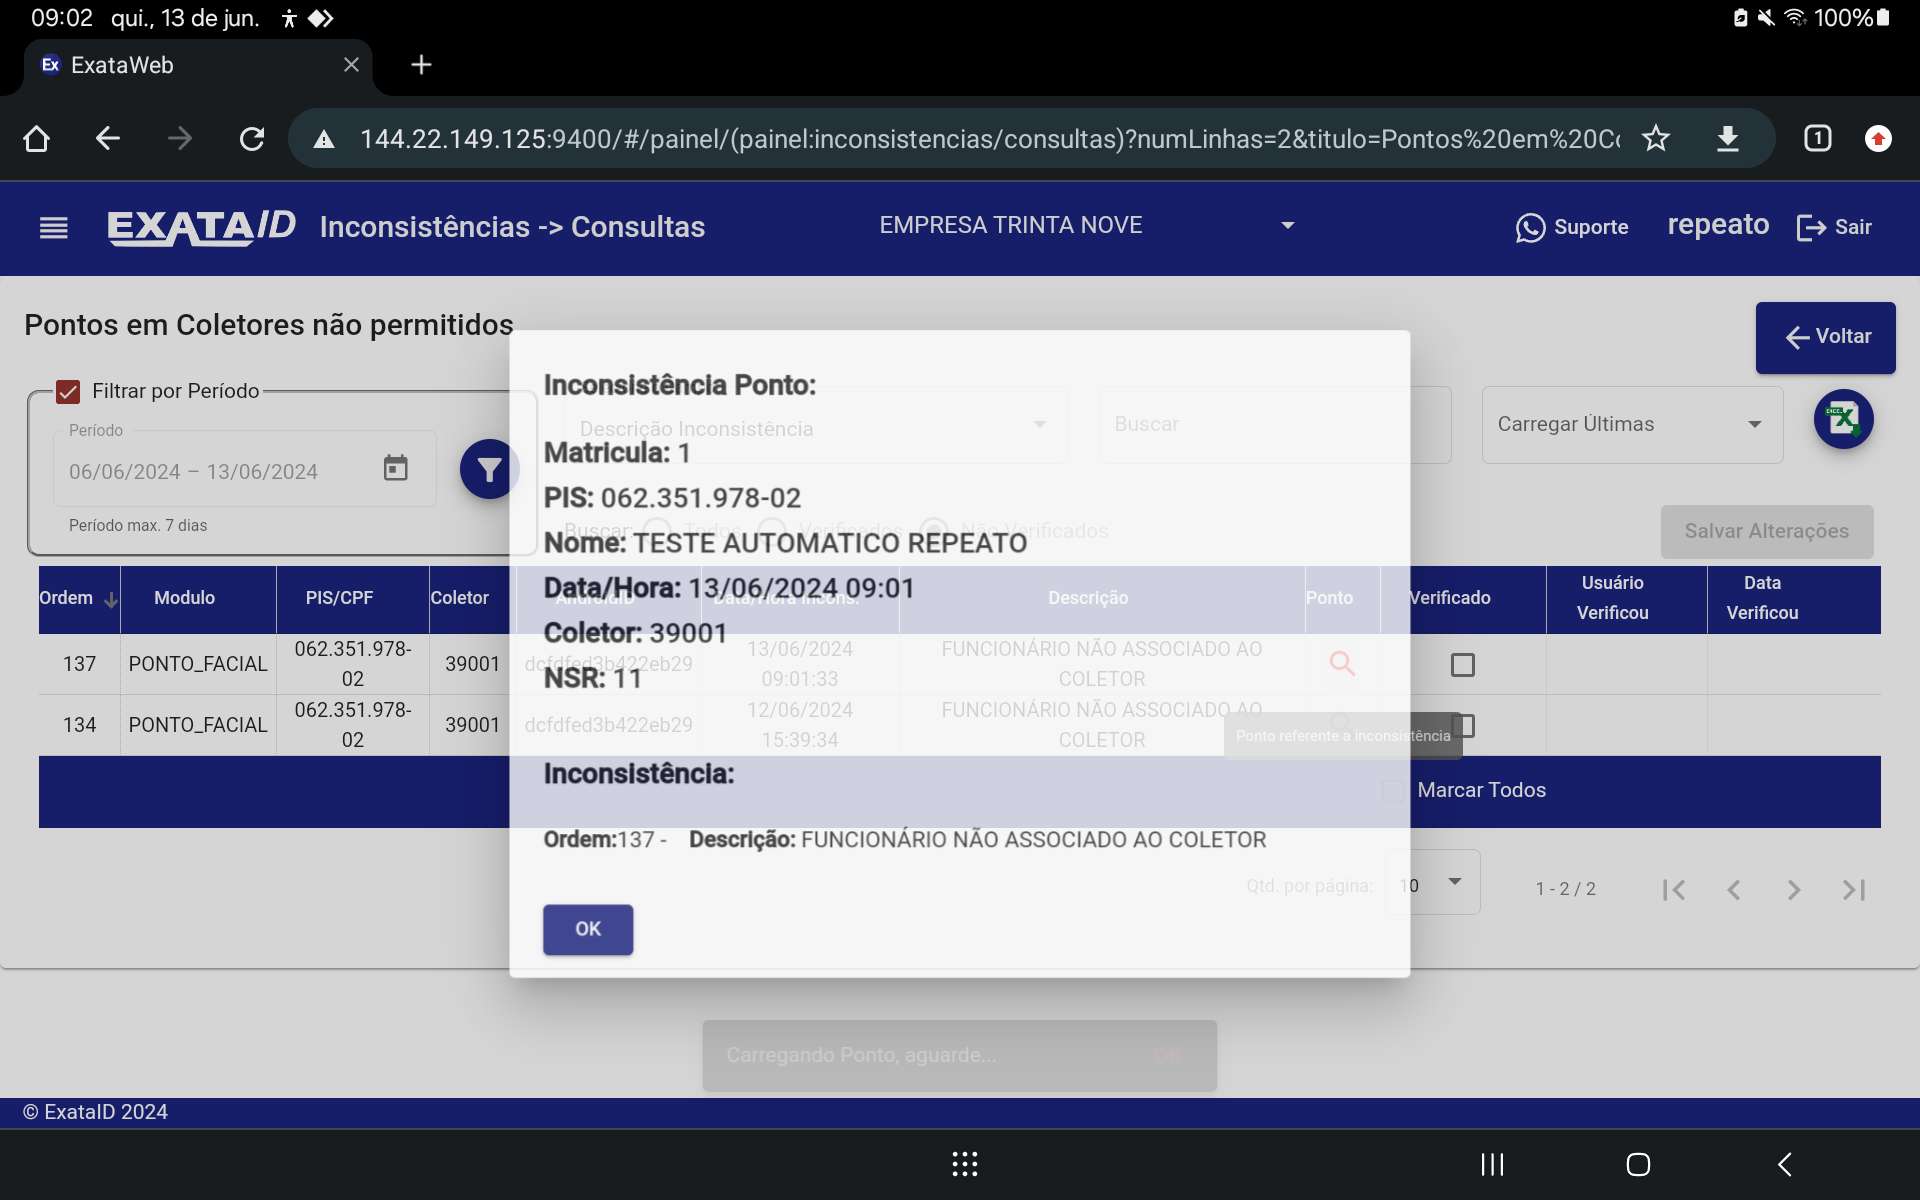 09:02 qui., 13 de jun. 100%
Ex ExataWeb
144.22.149.125:9400/#/painel/(painel:inconsistencias/consultas)?numLinhas=2&titulo=Pontos%20em%20Co 1
EXATAID Inconsistências -> Consultas EMPRESA TRINTA NOVE Suporte repeato Sair
Pontos em Coletores não permitidos
Voltar
Filtrar por Período
Período
06/06/2024 – 13/06/2024
Período max. 7 dias
Descrição Inconsistência
Buscar
Carregar Últimas
Buscar: Todos Verificados Não Verificados
Salvar Alterações
Ordem Modulo PIS/CPF Coletor AndroidID Data/Hora Incons. Descrição Ponto Verificado Usuário Verificou Data Verificou
137 PONTO_FACIAL 062.351.978-02 39001 dcfdfed3b422eb29 13/06/2024 09:01:33 FUNCIONÁRIO NÃO ASSOCIADO AO COLETOR
134 PONTO_FACIAL 062.351.978-02 39001 dcfdfed3b422eb29 12/06/2024 15:39:34 FUNCIONÁRIO NÃO ASSOCIADO AO COLETOR
Ponto referente a inconsistência
Marcar Todos
Qtd. por página: 10 1 - 2 / 2
Inconsistência Ponto:
Matricula: 1
PIS: 062.351.978-02
Nome: TESTE AUTOMATICO REPEATO
Data/Hora: 13/06/2024 09:01
Coletor: 39001
NSR: 11
Inconsistência:
Ordem:137 - Descrição: FUNCIONÁRIO NÃO ASSOCIADO AO COLETOR
OK
Carregando Ponto, aguarde...
© ExataID 2024